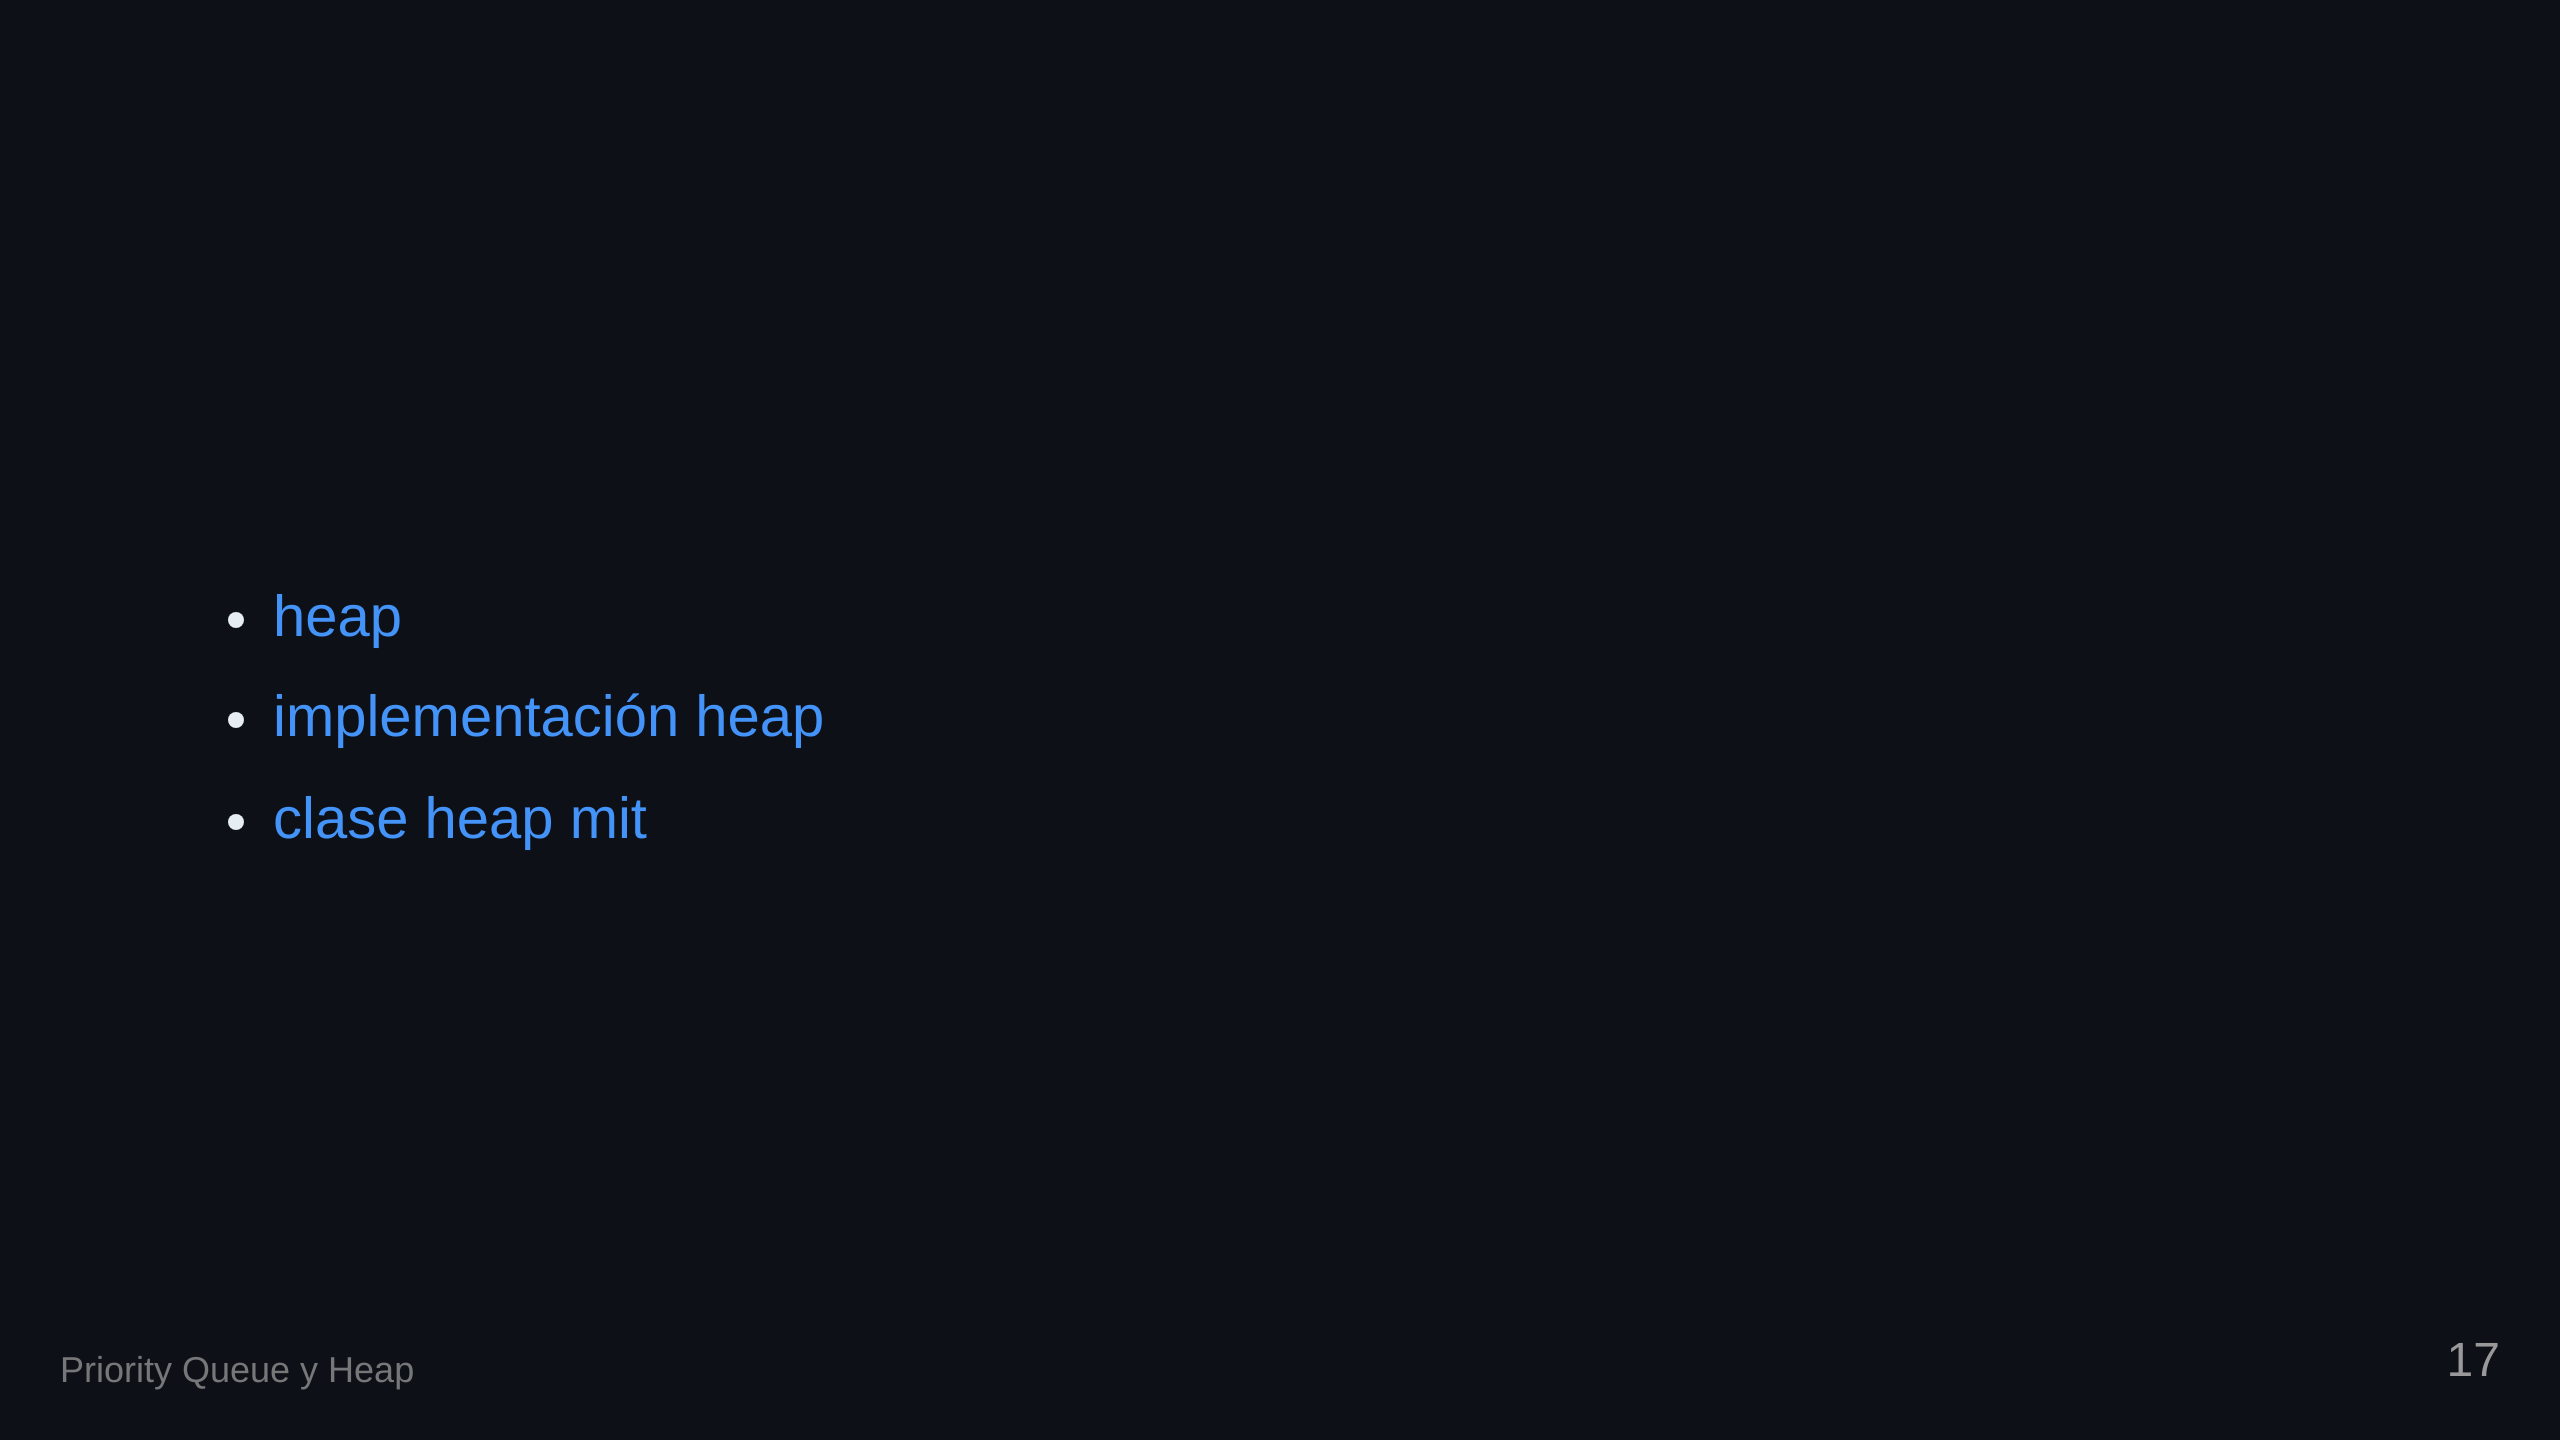 heap
implementación heap
clase heap mit
Priority Queue y Heap
17